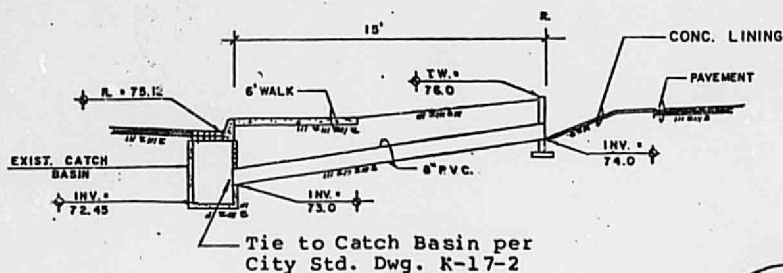 R.
15'
CONC. LINING
T.W. =
76.0
R. = 75.12
6' WALK
PAVEMENT
EXIST. CATCH
BASIN
8" P.V.C.
INV. =
74.0
INV. =
72.45
INV. =
73.0
Tie to Catch Basin per
City Std. Dwg. K-17-2